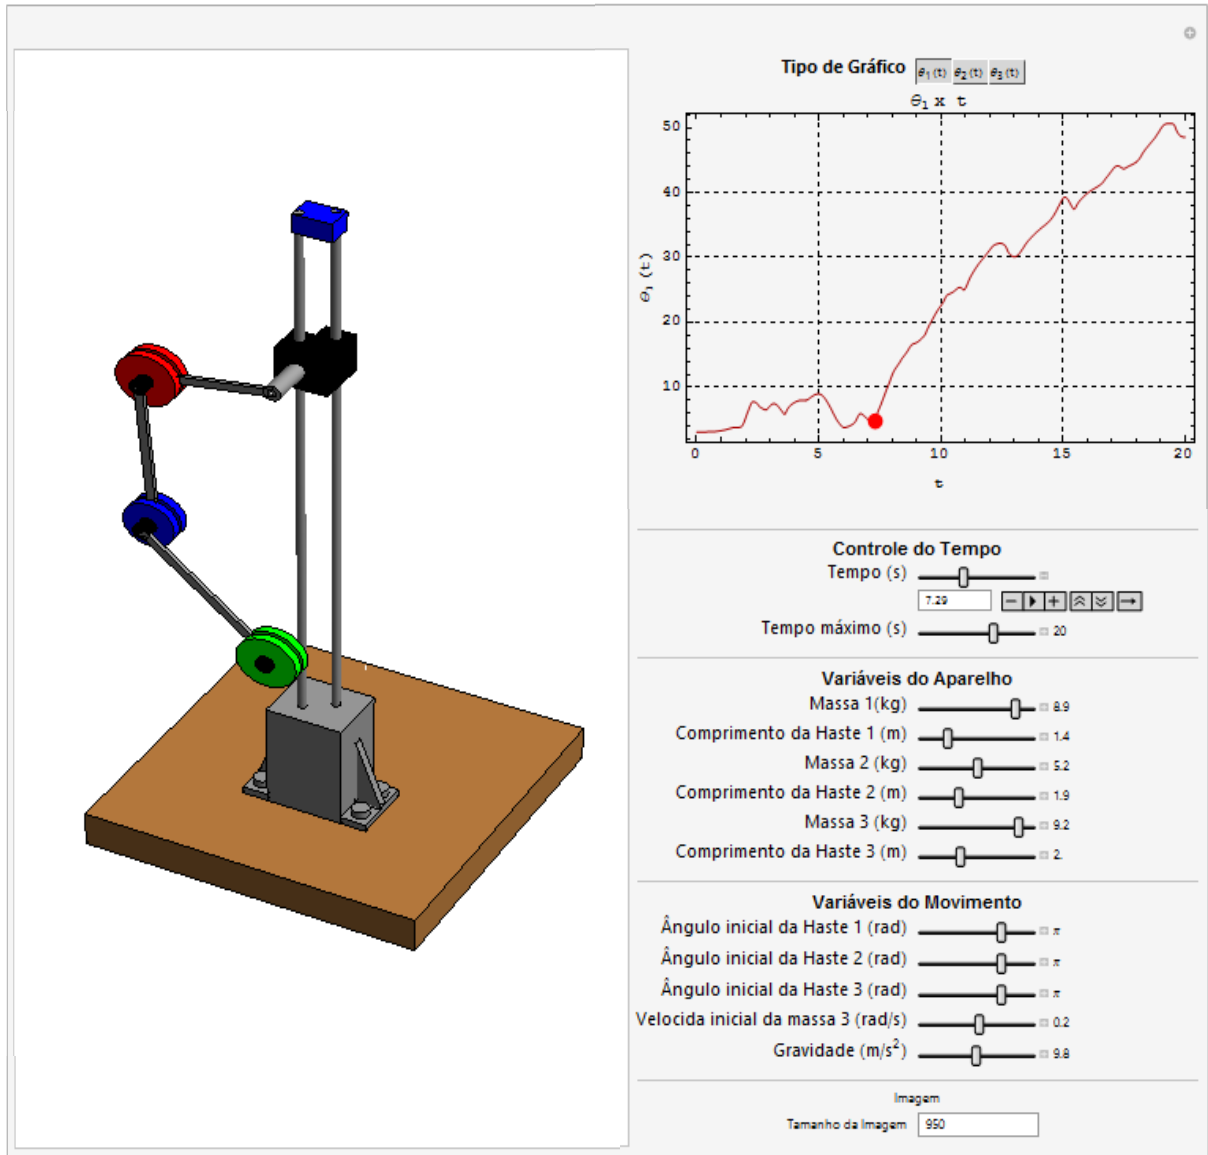 Tipo de Gráfico θ1(t) θ2(t) θ3(t)
θ1 x t
50
40
30
20
10
θ1 (t)
0 5 10 15 20
t
Controle do Tempo
Tempo (s)
7.29
Tempo máximo (s) 20
Variáveis do Aparelho
Massa 1(kg) 8.9
Comprimento da Haste 1 (m) 1.4
Massa 2 (kg) 5.2
Comprimento da Haste 2 (m) 1.9
Massa 3 (kg) 9.2
Comprimento da Haste 3 (m) 2.
Variáveis do Movimento
Ângulo inicial da Haste 1 (rad) π
Ângulo inicial da Haste 2 (rad) π
Ângulo inicial da Haste 3 (rad) π
Velocida inicial da massa 3 (rad/s) 0.2
Gravidade (m/s²) 9.8
Imagem
Tamanho da Imagem 950